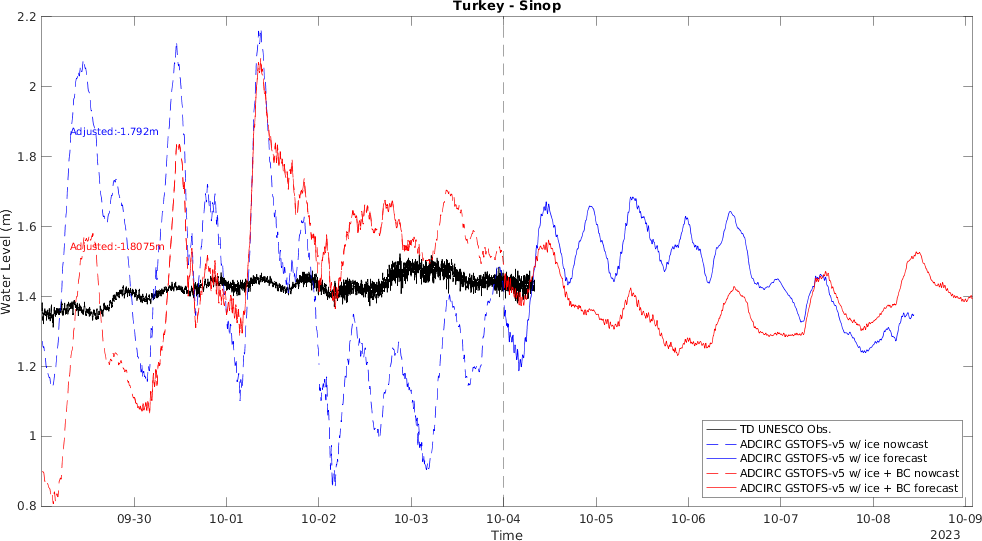 Turkey - Sinop
2.2
2
1.8
1.6
1.4
1.2
1
0.8
Water Level (m)
Adjusted:-1.792m
Adjusted:-1.8075m
TD UNESCO Obs.
ADCIRC GSTOFS-v5 w/ ice nowcast
ADCIRC GSTOFS-v5 w/ ice forecast
ADCIRC GSTOFS-v5 w/ ice + BC nowcast
ADCIRC GSTOFS-v5 w/ ice + BC forecast
09-30 10-01 10-02 10-03 10-04 10-05 10-06 10-07 10-08 10-09
Time
2023